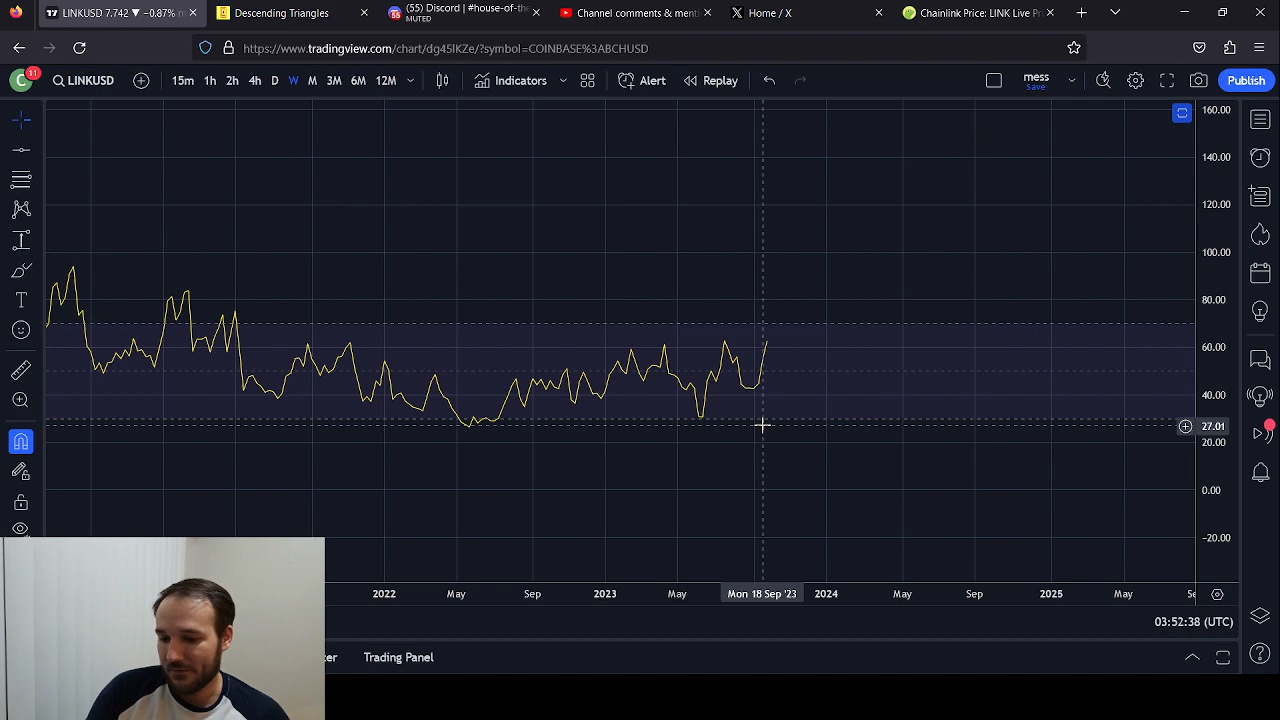 LINKUSD 7.742 ▼ −0.87% m
Descending Triangles
(55) Discord | #house-of-the
MUTED
Channel comments & menti
Home / X
Chainlink Price: LINK Live Pri
https://www.tradingview.com/chart/dg45lKZe/?symbol=COINBASE%3ABCHUSD
C
11
LINKUSD
15m 1h 2h 4h D W M 3M 6M 12M
Indicators
Alert
Replay
mess
Save
Publish
160.00
140.00
120.00
100.00
80.00
60.00
40.00
27.01
20.00
0.00
−20.00
2022 May Sep 2023 May Mon 18 Sep '23 2024 May Sep 2025 May
03:52:38 (UTC)
Trading Panel